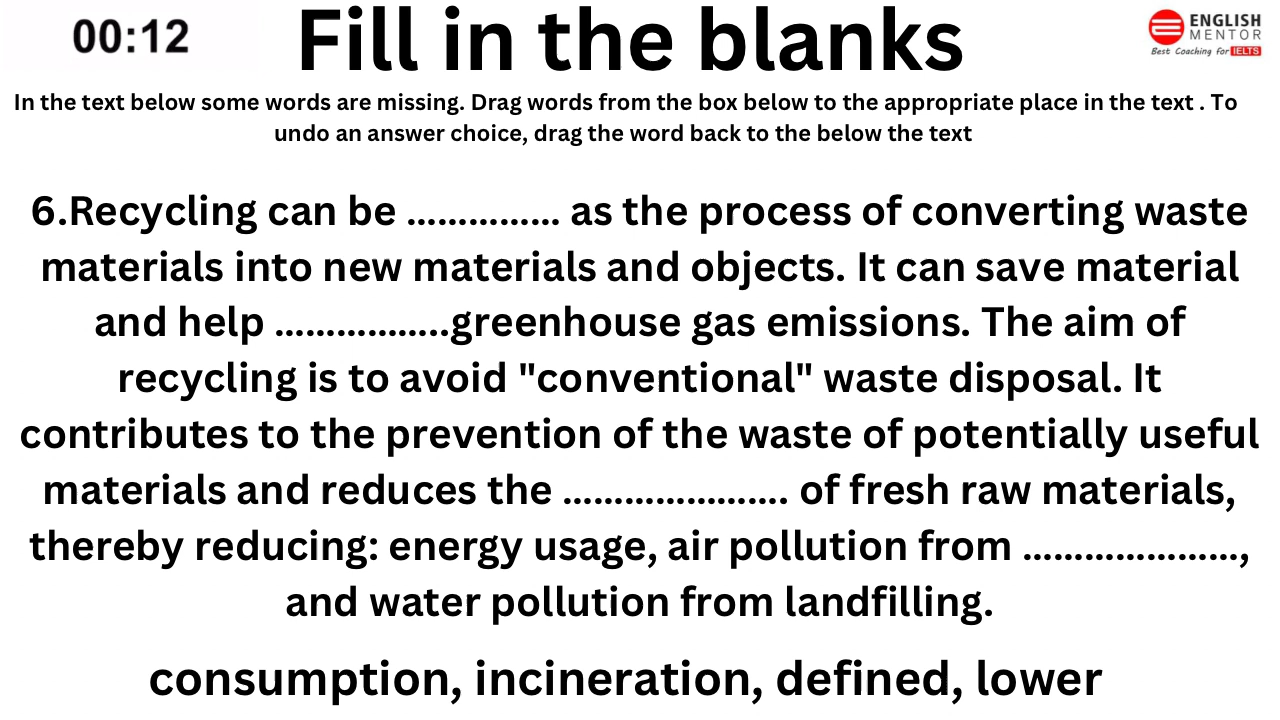 00:12
Fill in the blanks
ENGLISH
MENTOR
Best Coaching for IELTS
In the text below some words are missing. Drag words from the box below to the appropriate place in the text . To
undo an answer choice, drag the word back to the below the text
6.Recycling can be ............... as the process of converting waste
materials into new materials and objects. It can save material
and help .................greenhouse gas emissions. The aim of
recycling is to avoid "conventional" waste disposal. It
contributes to the prevention of the waste of potentially useful
materials and reduces the ...................... of fresh raw materials,
thereby reducing: energy usage, air pollution from .....................,
and water pollution from landfilling.
consumption, incineration, defined, lower